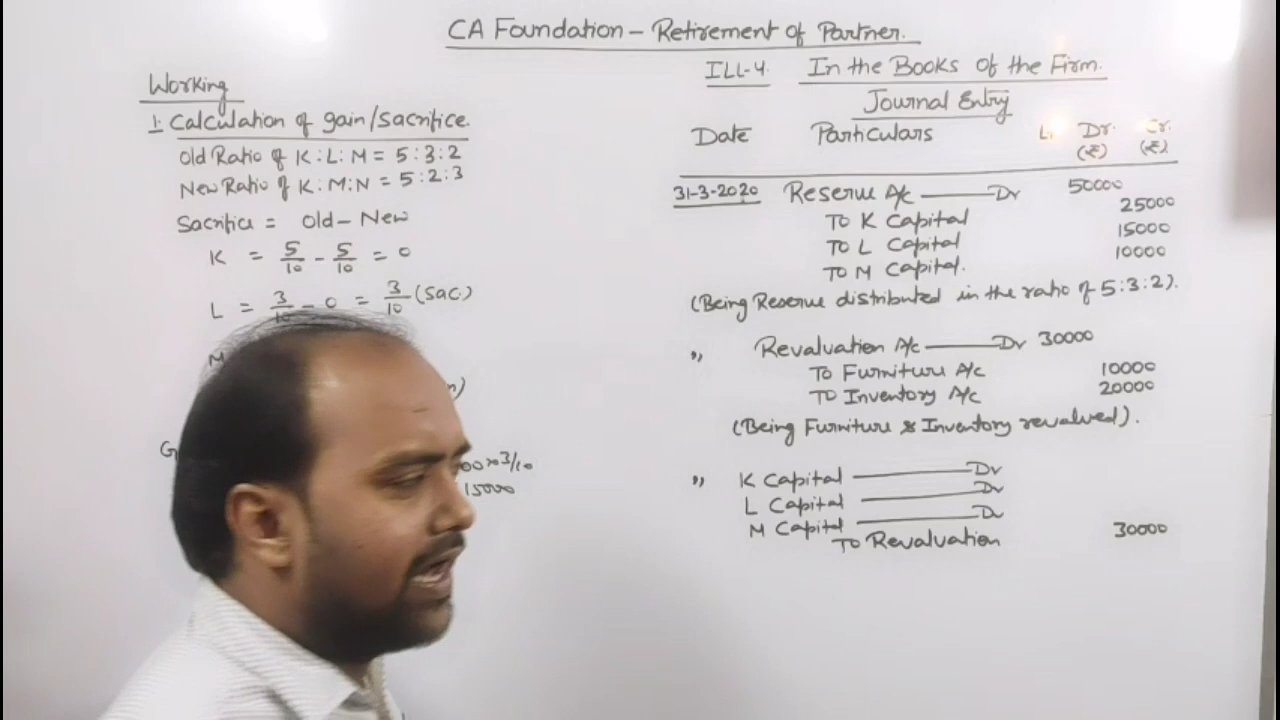 CA Foundation – Retirement of Partner.
Working
1. Calculation of gain/sacrifice.
Old Ratio of K:L:M = 5:3:2
New Ratio of K:M:N = 5:2:3
Sacrifice = Old – New
K = 5/10 - 5/10 = 0
L = 3/10 - 0 = 3/10 (Sac)
M
G
00×3/10
15000
ILL-4. In the Books of the Firm.
Journal Entry
Date Particulars L. Dr. (₹) Cr. (₹)
31-3-2020 Reserve A/c Dr 50000
To K Capital 25000
To L Capital 15000
To M Capital. 10000
(Being Reserve distributed in the ratio of 5:3:2).
,, Revaluation A/c Dr 30000
To Furniture A/c 10000
To Inventory A/c 20000
(Being Furniture & Inventory revalved).
,, K Capital Dr
L Capital Dr
M Capital Dr
To Revaluation 30000